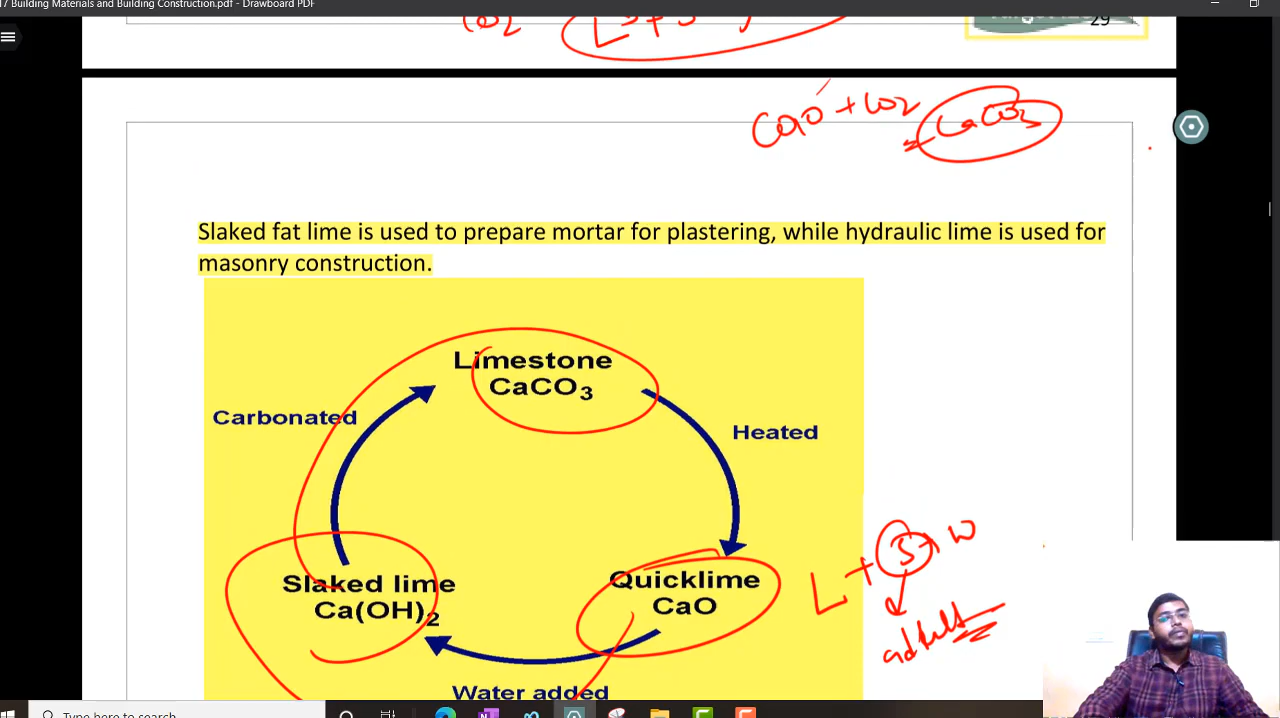 17 Building Materials and Building Construction.pdf - Drawboard PDF
CO2 L + S
29
CaO + CO2
CaCO3
Slaked fat lime is used to prepare mortar for plastering, while hydraulic lime is used for
masonry construction.
Limestone
CaCO3
Carbonated
Heated
L + S + W
Slaked lime
Ca(OH)2
Quicklime
CaO
Water added
Type here to search